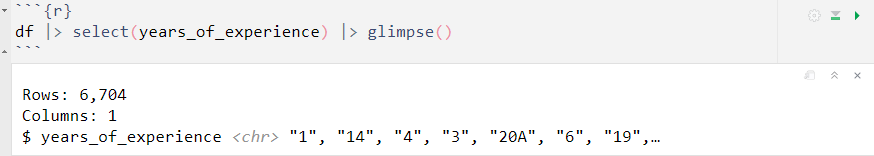 ```{r}
df |> select(years_of_experience) |> glimpse()
```
Rows: 6,704
Columns: 1
$ years_of_experience <chr> "1", "14", "4", "3", "20A", "6", "19",…